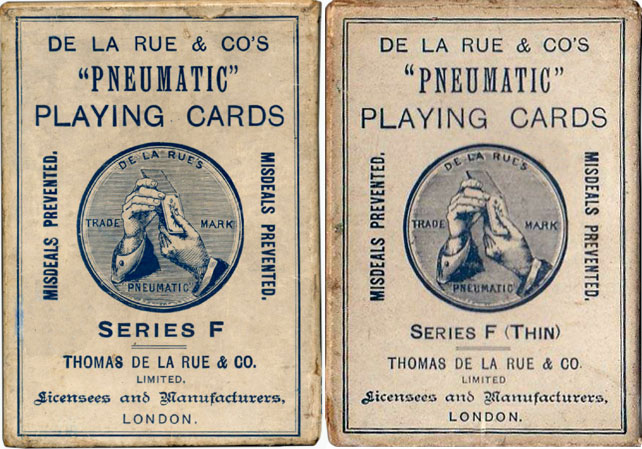 DE LA RUE & CO'S
"PNEUMATIC"
PLAYING CARDS
MISDEALS PREVENTED.
DE LA RUE'S
TRADE MARK
PNEUMATIC
MISDEALS PREVENTED.
SERIES F
THOMAS DE LA RUE & CO.
LIMITED,
Licensees and Manufacturers,
LONDON.
DE LA RUE & CO'S
"PNEUMATIC"
PLAYING CARDS
MISDEALS PREVENTED,
DE LA RUE'S
TRADE MARK
PNEUMATIC
MISDEALS PREVENTED.
SERIES F (THIN)
THOMAS DE LA RUE & CO.
LIMITED
Licensees and Manufacturers,
LONDON.